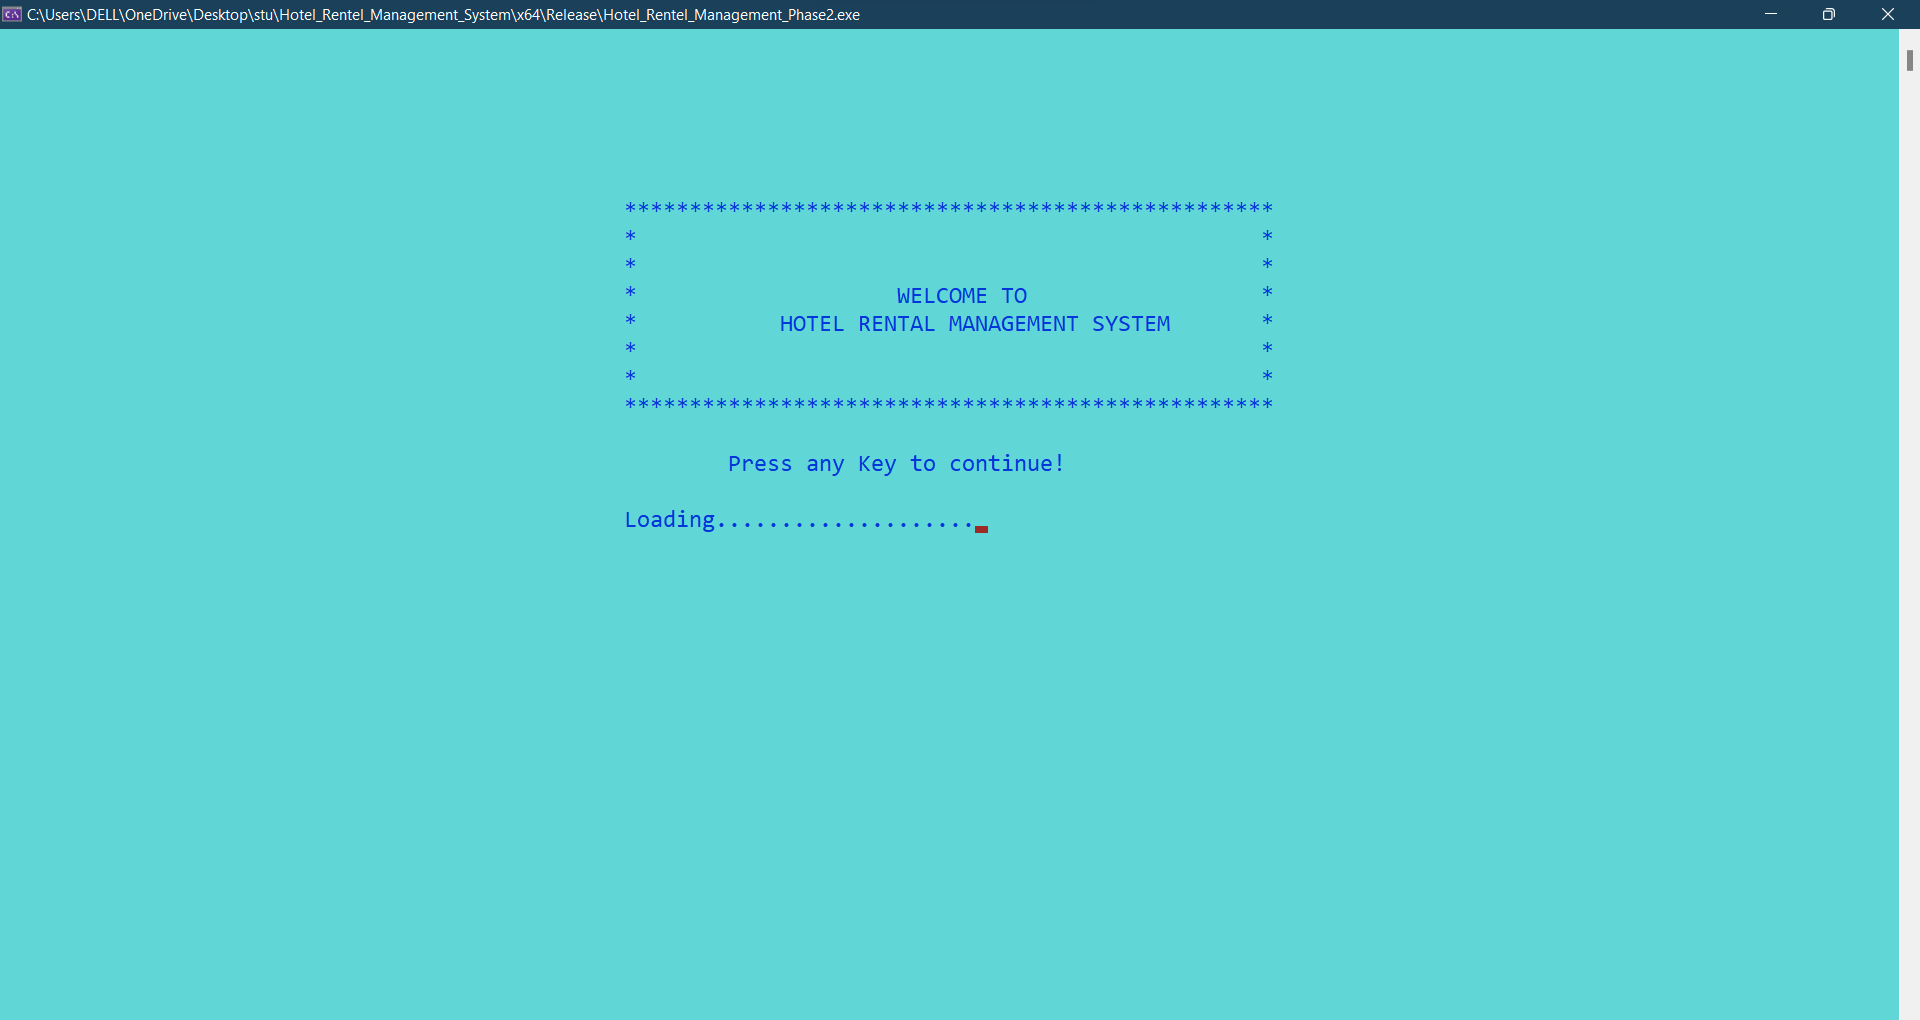 C:\Users\DELL\OneDrive\Desktop\stu\Hotel_Rentel_Management_System\x64\Release\Hotel_Rentel_Management_Phase2.exe
**************************************************
* *
* *
* WELCOME TO *
* HOTEL RENTAL MANAGEMENT SYSTEM *
* *
* *
**************************************************
Press any Key to continue!
Loading...................._